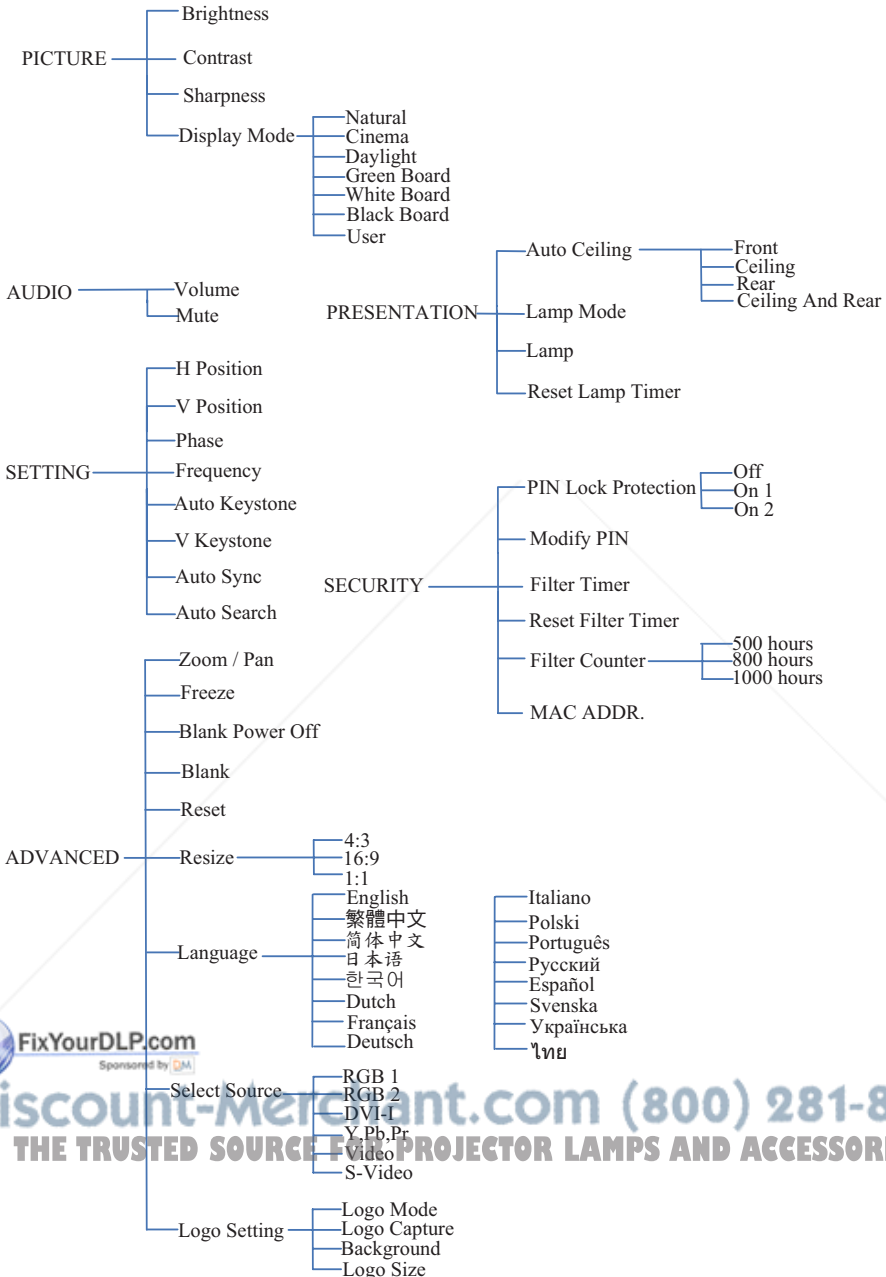 PICTURE
Brightness
Contrast
Sharpness
Display Mode
Natural
Cinema
Daylight
Green Board
White Board
Black Board
User
AUDIO
Volume
Mute
PRESENTATION
Auto Ceiling
Front
Ceiling
Rear
Ceiling And Rear
Lamp Mode
Lamp
Reset Lamp Timer
SETTING
H Position
V Position
Phase
Frequency
Auto Keystone
V Keystone
Auto Sync
Auto Search
SECURITY
PIN Lock Protection
Off
On 1
On 2
Modify PIN
Filter Timer
Reset Filter Timer
Filter Counter
500 hours
800 hours
1000 hours
MAC ADDR.
ADVANCED
Zoom / Pan
Freeze
Blank Power Off
Blank
Reset
Resize
4:3
16:9
1:1
Language
English
繁體中文
简体中文
日本语
한국어
Dutch
Français
Deutsch
Italiano
Polski
Português
Русский
Español
Svenska
Українська
ไทย
Select Source
RGB 1
RGB 2
DVI-I
Y,Pb,Pr
Video
S-Video
Logo Setting
Logo Mode
Logo Capture
Background
Logo Size
FixYourDLP.com
Sponsored by DM
iscount-Merchant.com (800) 281-8
THE TRUSTED SOURCE FOR PROJECTOR LAMPS AND ACCESSOR